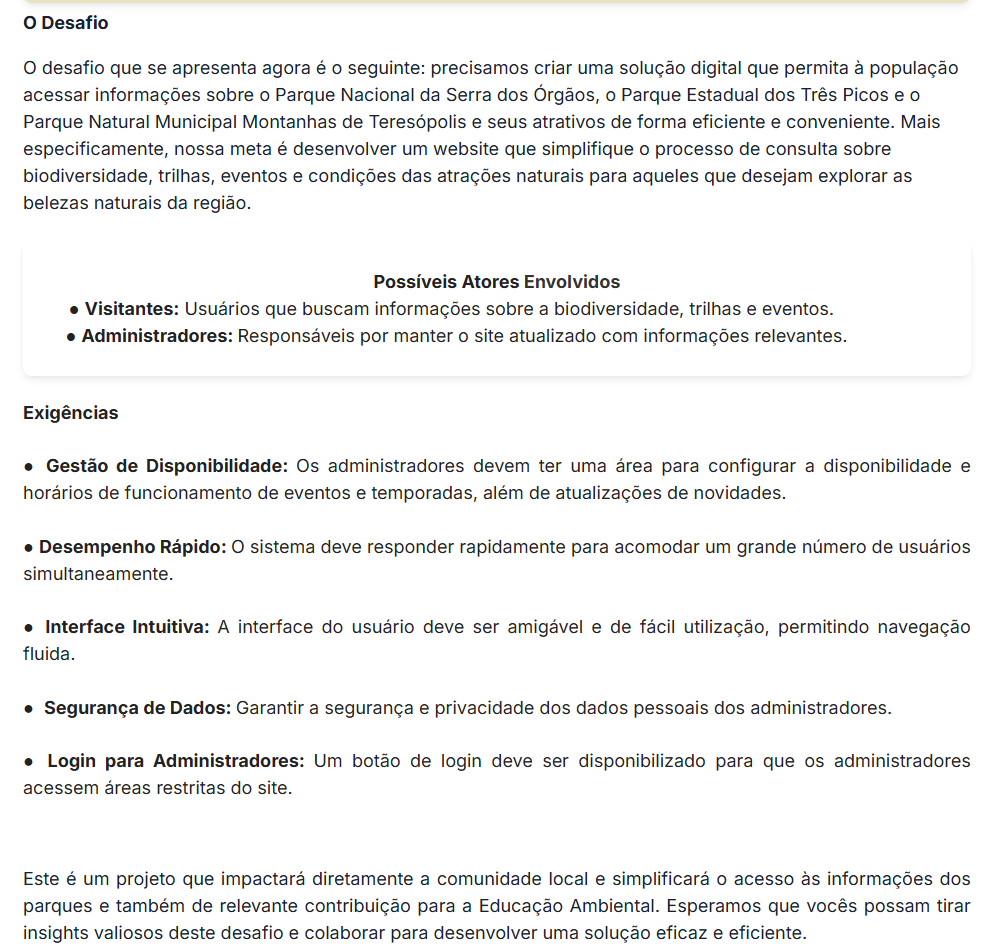 O Desafio
O desafio que se apresenta agora é o seguinte: precisamos criar uma solução digital que permita à população
acessar informações sobre o Parque Nacional da Serra dos Órgãos, o Parque Estadual dos Três Picos e o
Parque Natural Municipal Montanhas de Teresópolis e seus atrativos de forma eficiente e conveniente. Mais
especificamente, nossa meta é desenvolver um website que simplifique o processo de consulta sobre
biodiversidade, trilhas, eventos e condições das atrações naturais para aqueles que desejam explorar as
belezas naturais da região.
Possíveis Atores Envolvidos
● Visitantes: Usuários que buscam informações sobre a biodiversidade, trilhas e eventos.
● Administradores: Responsáveis por manter o site atualizado com informações relevantes.
Exigências
● Gestão de Disponibilidade: Os administradores devem ter uma área para configurar a disponibilidade e
horários de funcionamento de eventos e temporadas, além de atualizações de novidades.
● Desempenho Rápido: O sistema deve responder rapidamente para acomodar um grande número de usuários
simultaneamente.
● Interface Intuitiva: A interface do usuário deve ser amigável e de fácil utilização, permitindo navegação
fluida.
● Segurança de Dados: Garantir a segurança e privacidade dos dados pessoais dos administradores.
● Login para Administradores: Um botão de login deve ser disponibilizado para que os administradores
acessem áreas restritas do site.
Este é um projeto que impactará diretamente a comunidade local e simplificará o acesso às informações dos
parques e também de relevante contribuição para a Educação Ambiental. Esperamos que vocês possam tirar
insights valiosos deste desafio e colaborar para desenvolver uma solução eficaz e eficiente.